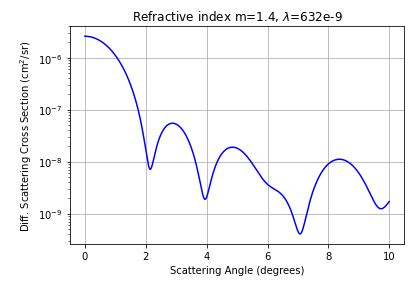 Refractive index m=1.4, λ=632e-9
Diff. Scattering Cross Section (cm²/sr)
10⁻⁶
10⁻⁷
10⁻⁸
10⁻⁹
0 2 4 6 8 10
Scattering Angle (degrees)